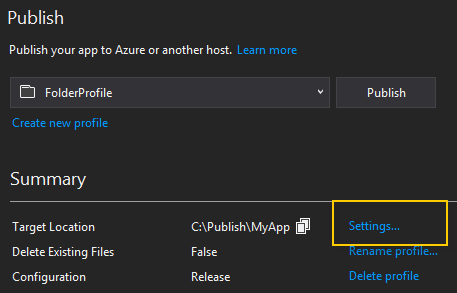 Publish
Publish your app to Azure or another host. Learn more
FolderProfile Publish
Create new profile
Summary
Target Location C:\Publish\MyApp Settings...
Delete Existing Files False Rename profile...
Configuration Release Delete profile